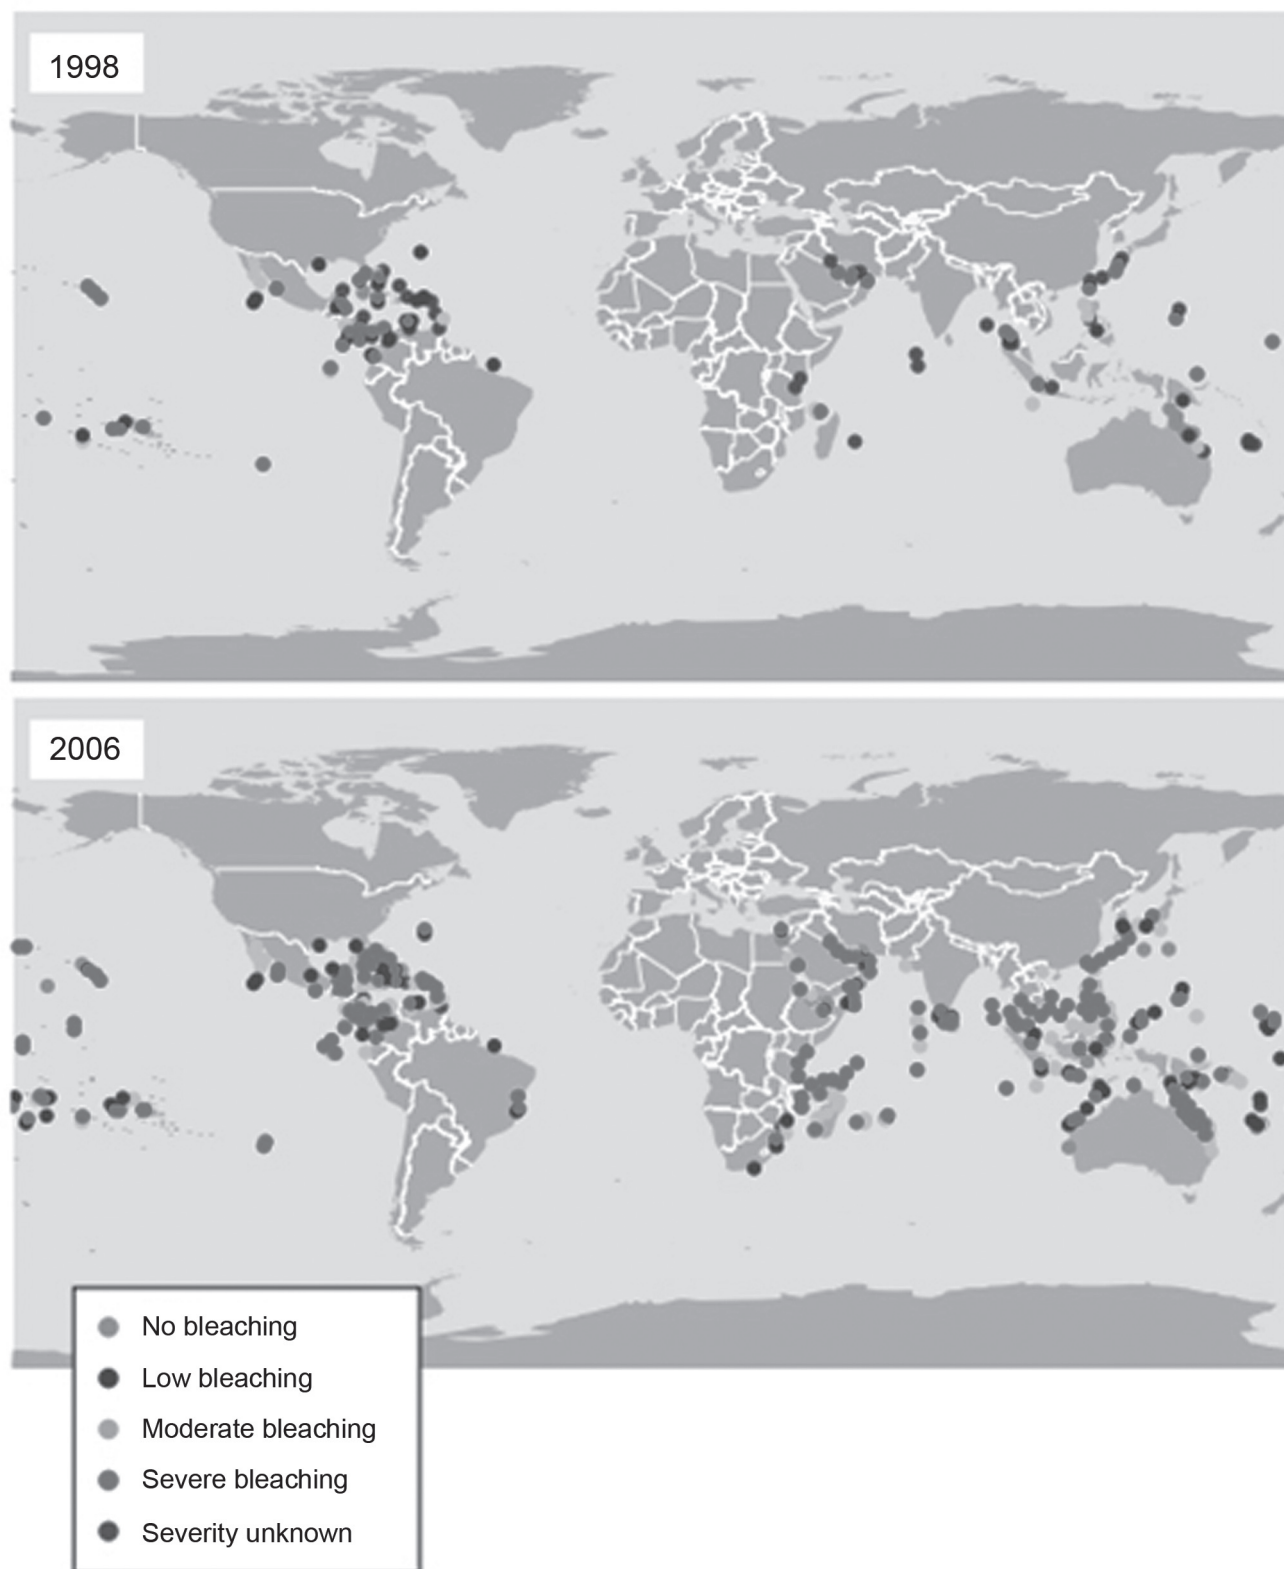 1998
2006
No bleaching
Low bleaching
Moderate bleaching
Severe bleaching
Severity unknown